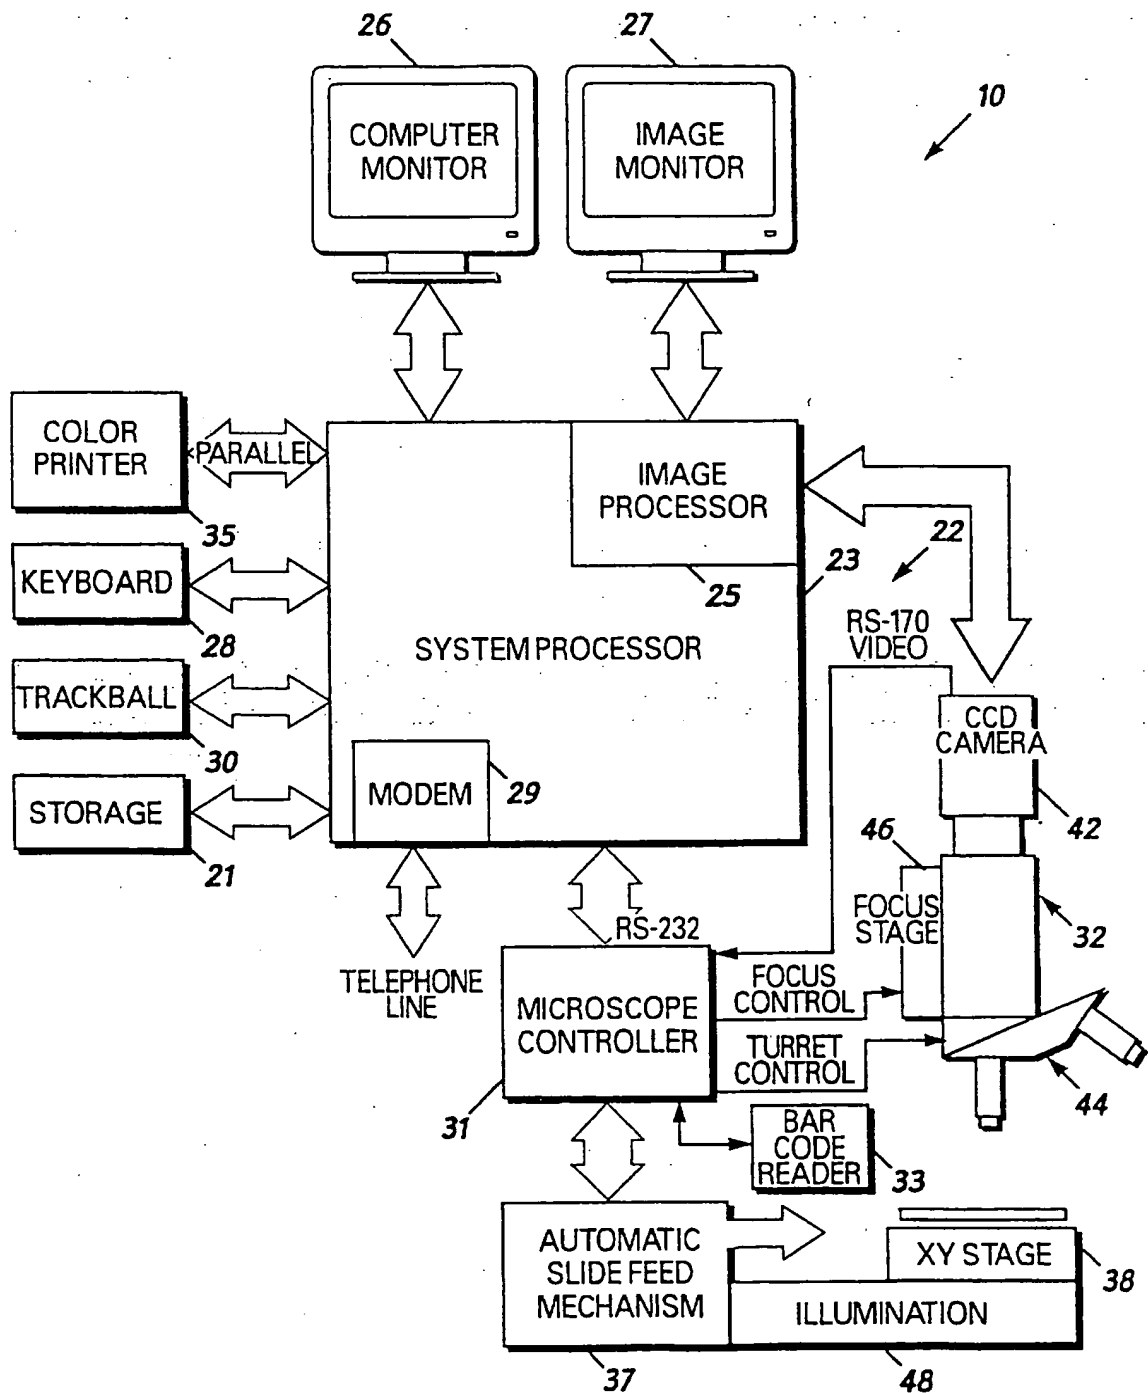 26
27
10
COMPUTER
MONITOR
IMAGE
MONITOR
COLOR
PRINTER
PARALLEL
35
IMAGE
PROCESSOR
25
23
22
KEYBOARD
28
SYSTEM PROCESSOR
RS-170
VIDEO
TRACKBALL
30
CCD
CAMERA
42
STORAGE
21
MODEM
29
46
FOCUS
STAGE
32
TELEPHONE
LINE
RS-232
MICROSCOPE
CONTROLLER
31
FOCUS
CONTROL
TURRET
CONTROL
44
BAR
CODE
READER
33
AUTOMATIC
SLIDE FEED
MECHANISM
37
XY STAGE
38
ILLUMINATION
48